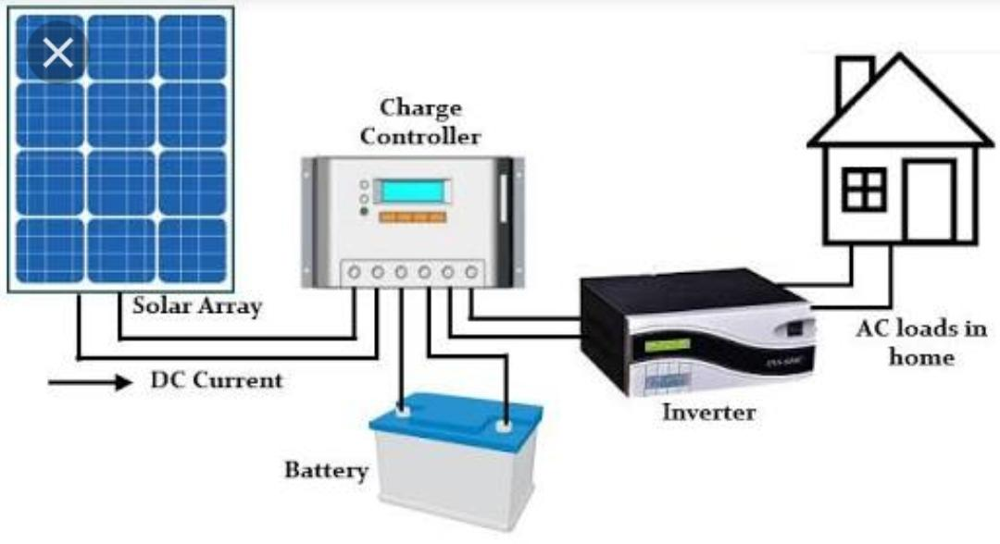 Charge
Controller
Solar Array
DC Current
AC loads in
home
Inverter
Battery